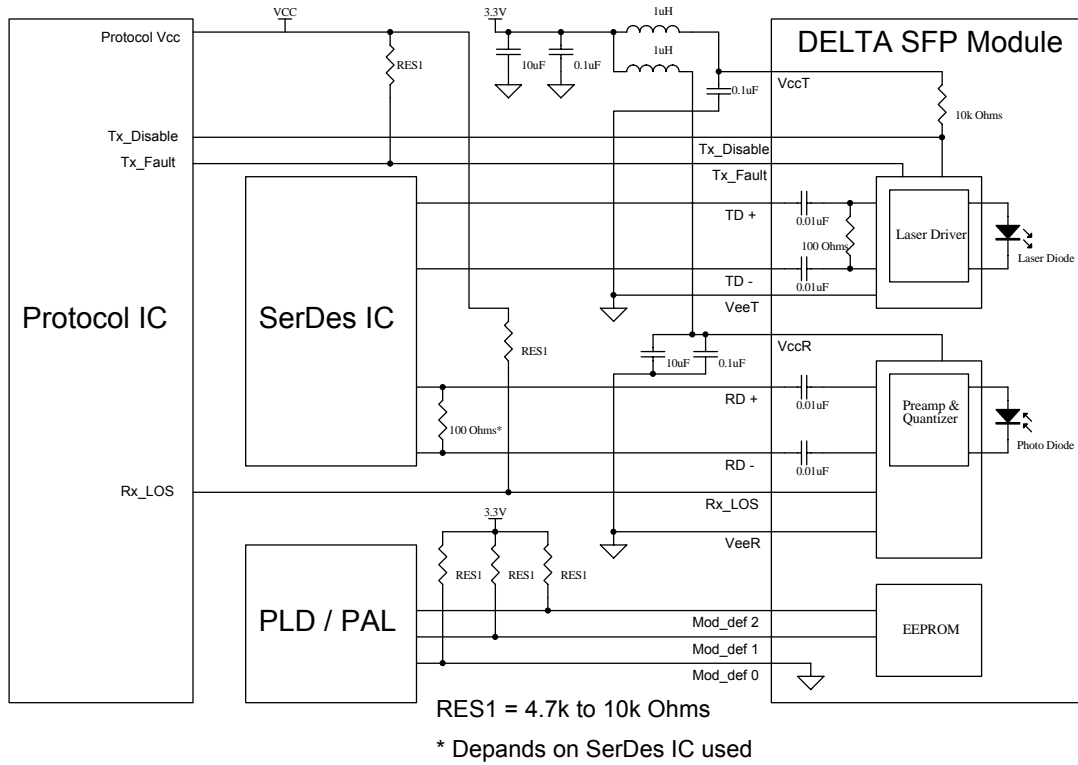 VCC
3.3V
1uH
Protocol Vcc
DELTA SFP Module
1uH
RES1
10uF
0.1uF
0.1uF
VccT
10k Ohms
Tx_Disable
Tx_Disable
Tx_Fault
Tx_Fault
TD +
0.01uF
Laser Driver
100 Ohms
Laser Diode
TD -
0.01uF
VeeT
Protocol IC
SerDes IC
RES1
VccR
10uF
0.1uF
RD +
0.01uF
Preamp &
Quantizer
100 Ohms*
Photo Diode
RD -
0.01uF
Rx_LOS
Rx_LOS
3.3V
VeeR
RES1
RES1
RES1
PLD / PAL
Mod_def 2
EEPROM
Mod_def 1
Mod_def 0
RES1 = 4.7k to 10k Ohms
* Depands on SerDes IC used